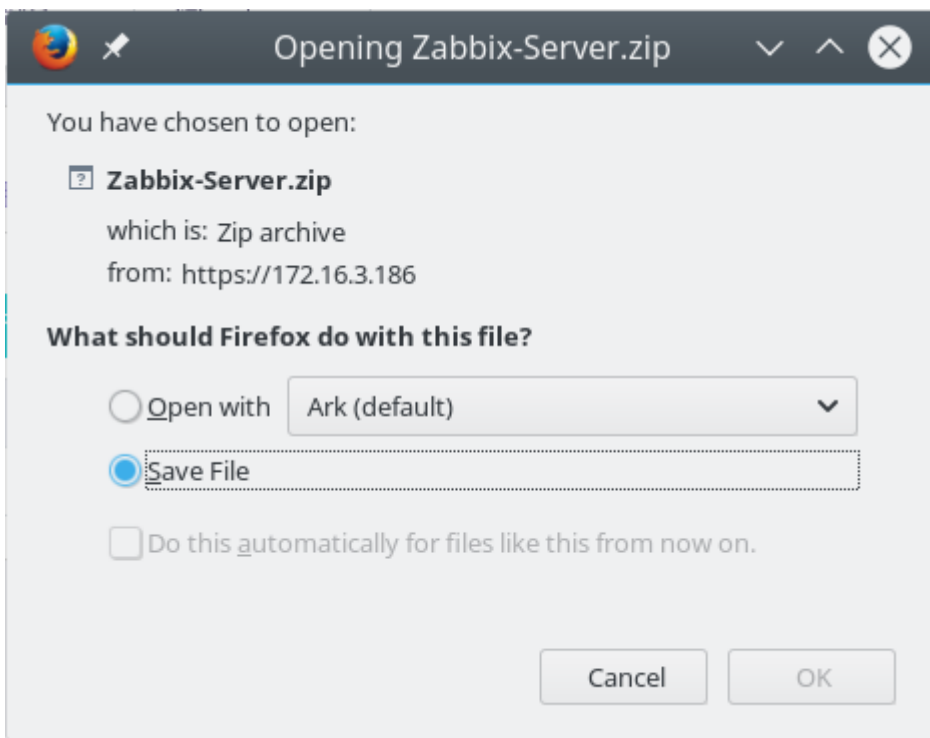 Opening Zabbix-Server.zip
You have chosen to open:
Zabbix-Server.zip
which is: Zip archive
from: https://172.16.3.186
What should Firefox do with this file?
Open with Ark (default)
Save File
Do this automatically for files like this from now on.
Cancel OK